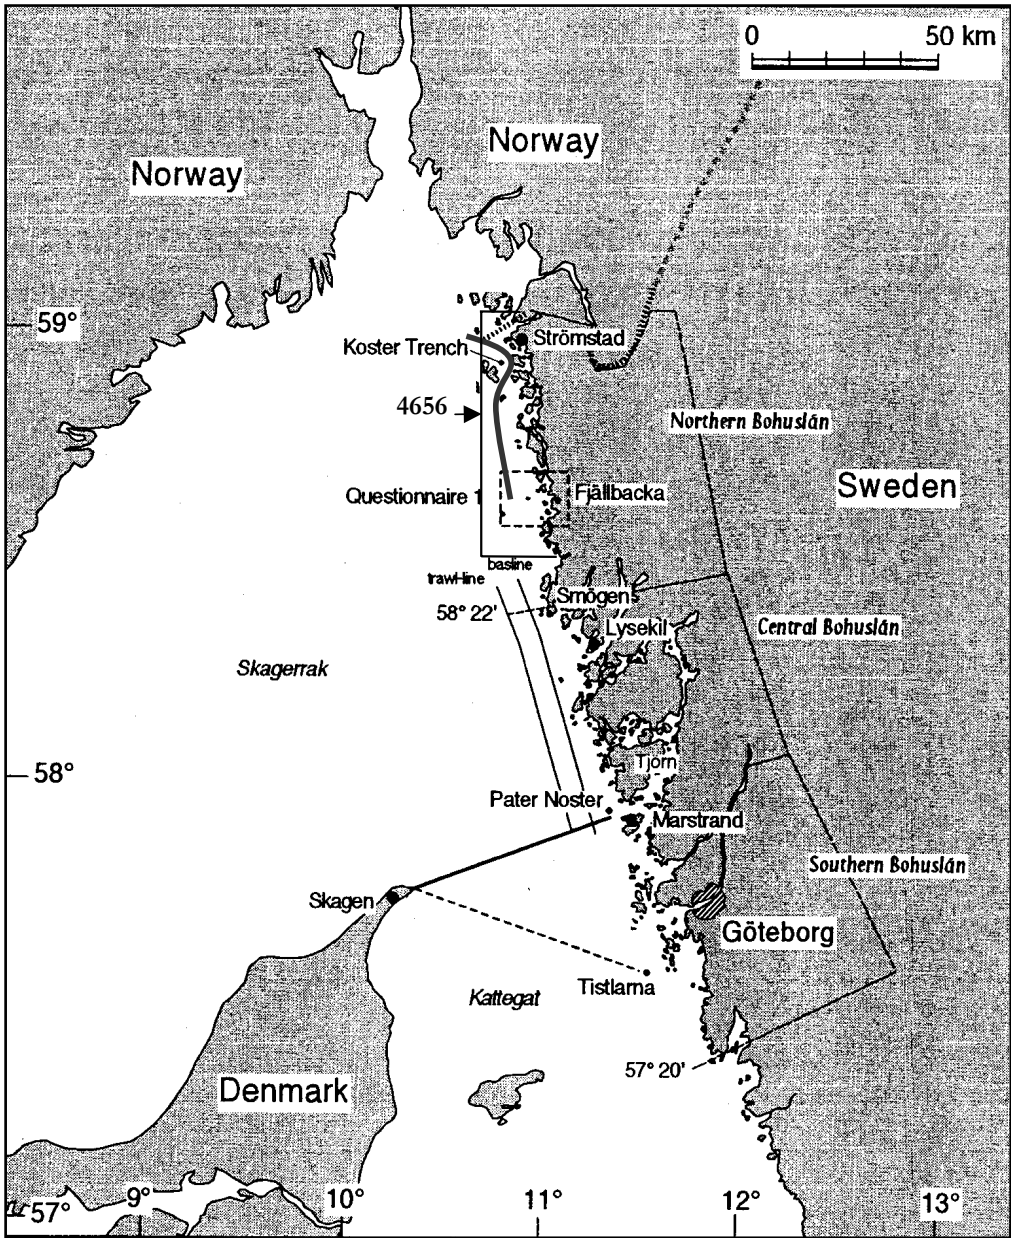 0 50 km
Norway
Norway
59°
Strömstad
Koster Trench
4656
Northern Bohuslän
Sweden
Questionnaire 1
Fjällbacka
basline
trawl-line
Smögen
58° 22'
Lysekil
Central Bohuslän
Skagerrak
Tjörn
58°
Pater Noster
Marstrand
Southern Bohuslän
Skagen
Göteborg
Tistlarna
Kattegat
57° 20'
Denmark
57°
9°
10°
11°
12°
13°